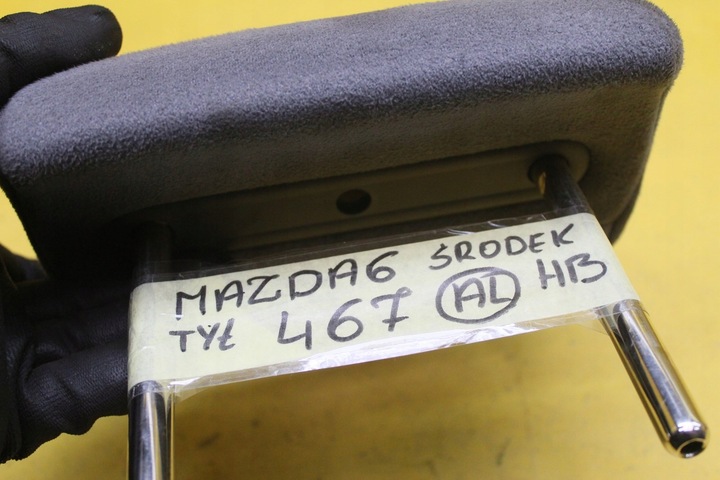 MAZDA6 ŚRODEK
TYŁ 467 AL HB